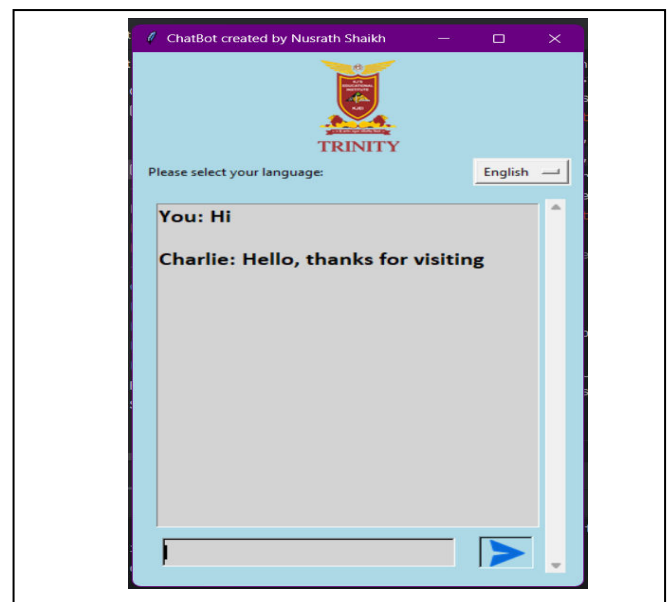 ChatBot created by Nusrath Shaikh
TRINITY
Please select your language:
English
You: Hi
Charlie: Hello, thanks for visiting